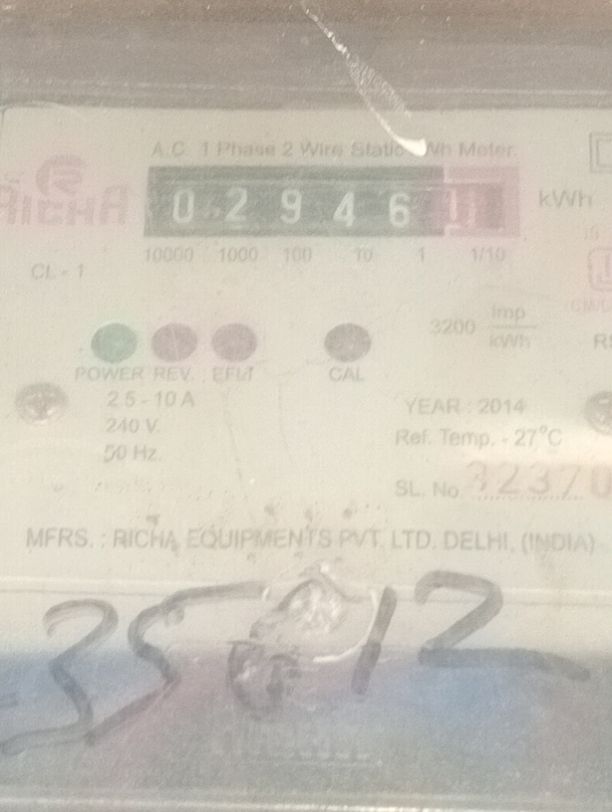 A.C. 1 Phase 2 Wire Static Wh Meter.
RICHA
0 2 9 4 6
kWh
10000 1000 100 10 1 1/10
CL - 1
3200 imp/kWh
POWER REV. EFLT CAL
2.5 - 10 A
240 V.
50 Hz.
YEAR : 2014
Ref. Temp. - 27°C
SL. No. 32370
MFRS. : RICHA EQUIPMENTS PVT. LTD. DELHI, (INDIA)